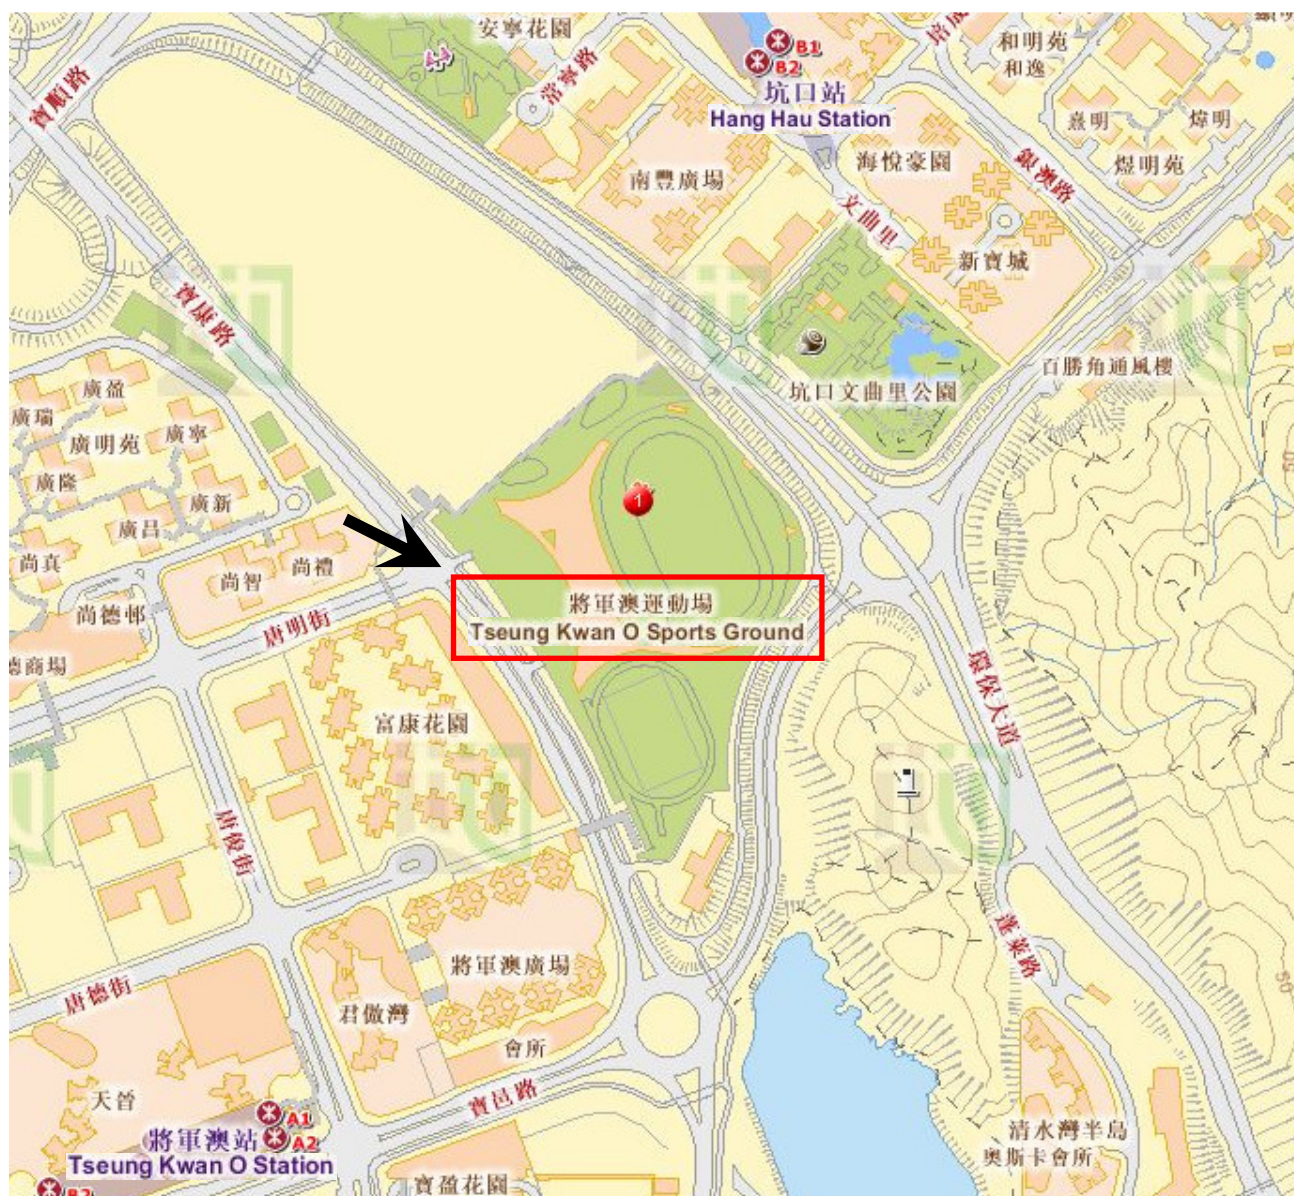 安寧花園
常寧路
B1
B2
坑口站
Hang Hau Station
和明苑
和逸
熹明
煒明
煜明苑
寶順路
南豐廣場
海悅豪園
銀澳路
文曲里
新寶城
寶康路
百勝角通風樓
坑口文曲里公園
廣盈
廣瑞
廣明苑
廣寧
廣隆
廣新
廣昌
1
尚真
尚智
尚禮
尚德邨
唐明街
將軍澳運動場
Tseung Kwan O Sports Ground
德商場
環保大道
富康花園
唐俊街
蓬萊路
將軍澳廣場
唐德街
君傲灣
會所
50
天晉
寶邑路
A1
將軍澳站
A2
Tseung Kwan O Station
清水灣半島
奧斯卡會所
寶盈花園
B2